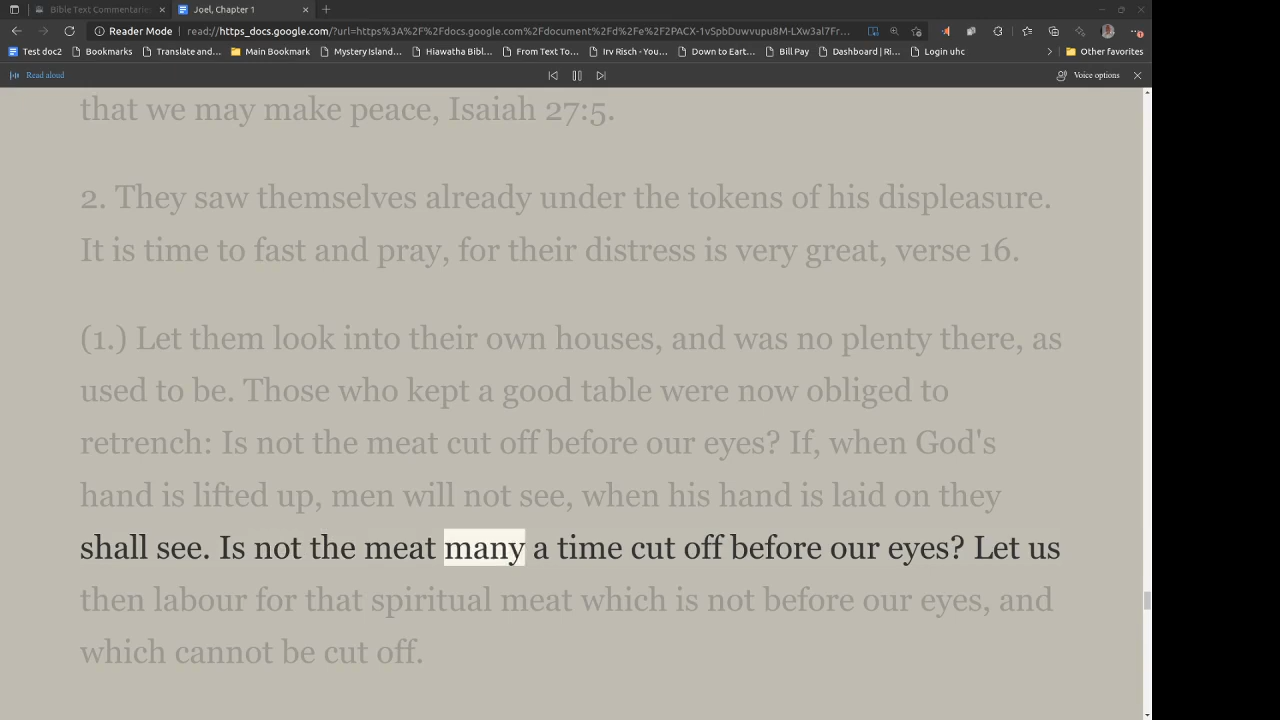 Bible Text Commentaries
Joel, Chapter 1
Reader Mode
read://https_docs.google.com/?url=https%3A%2F%2Fdocs.google.com%2Fdocument%2Fd%2Fe%2F2PACX-1vSpbDuwvupu8M-LXw3al7Fr...
Test doc2
Bookmarks
Translate and...
Main Bookmark
Mystery Island...
Hiawatha Bibl...
From Text To...
Irv Risch - You...
Down to Eart...
Bill Pay
Dashboard | Ri...
Login uhc
Other favorites
Read aloud
Voice options
that we may make peace, Isaiah 27:5.
2. They saw themselves already under the tokens of his displeasure.
It is time to fast and pray, for their distress is very great, verse 16.
(1.) Let them look into their own houses, and was no plenty there, as
used to be. Those who kept a good table were now obliged to
retrench: Is not the meat cut off before our eyes? If, when God's
hand is lifted up, men will not see, when his hand is laid on they
shall see. Is not the meat many a time cut off before our eyes? Let us
then labour for that spiritual meat which is not before our eyes, and
which cannot be cut off.